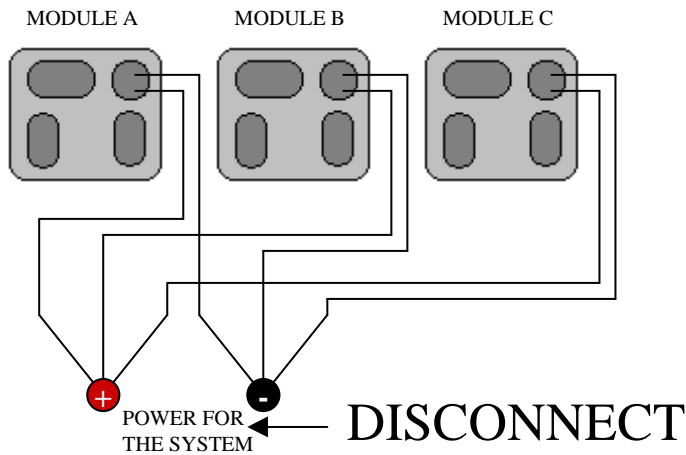 MODULE A
MODULE B
MODULE C
+
-
POWER FOR
THE SYSTEM
DISCONNECT